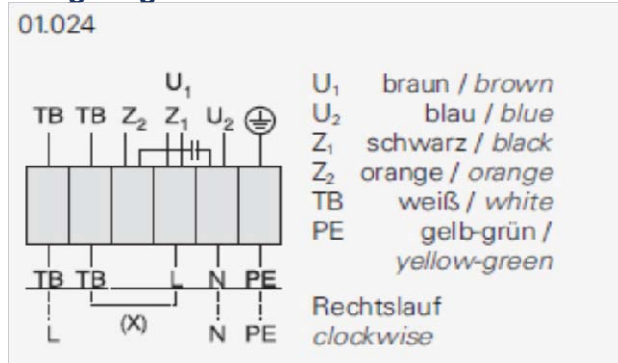 01.024
U₁
TB TB Z₂ Z₁ U₂
TB TB L N PE
(X)
L N PE
U₁ braun / brown
U₂ blau / blue
Z₁ schwarz / black
Z₂ orange / orange
TB weiß / white
PE gelb-grün /
yellow-green
Rechtslauf
clockwise